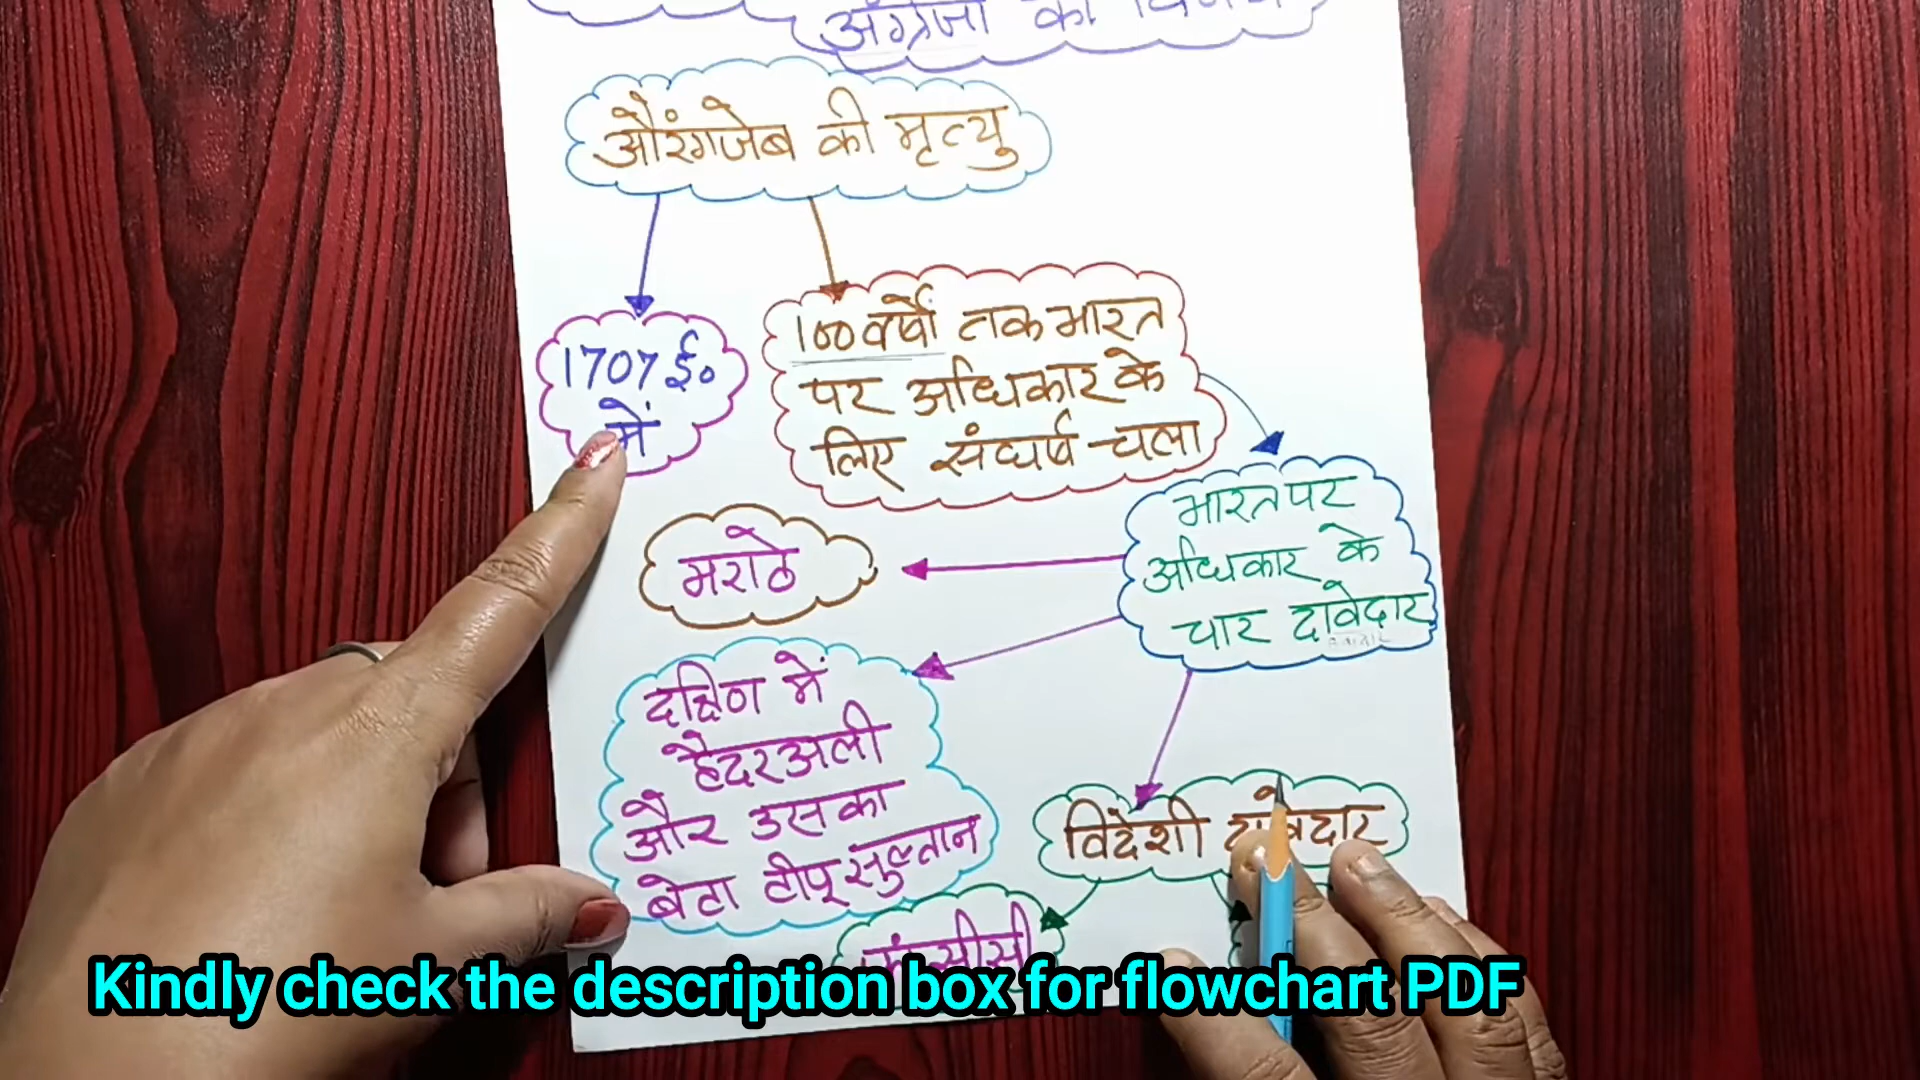 अंग्रेजों की विजय
औरंगजेब की मृत्यु
1707 ई०
में
100 वर्षों तक भारत
पर अधिकार के
लिए संघर्ष चला
भारत पर
अधिकार के
चार दावेदार
मराठे
दक्षिण में
हैदरअली
और उसका
बेटा टीपू सुल्तान
विदेशी दावेदार
Kindly check the description box for flowchart PDF